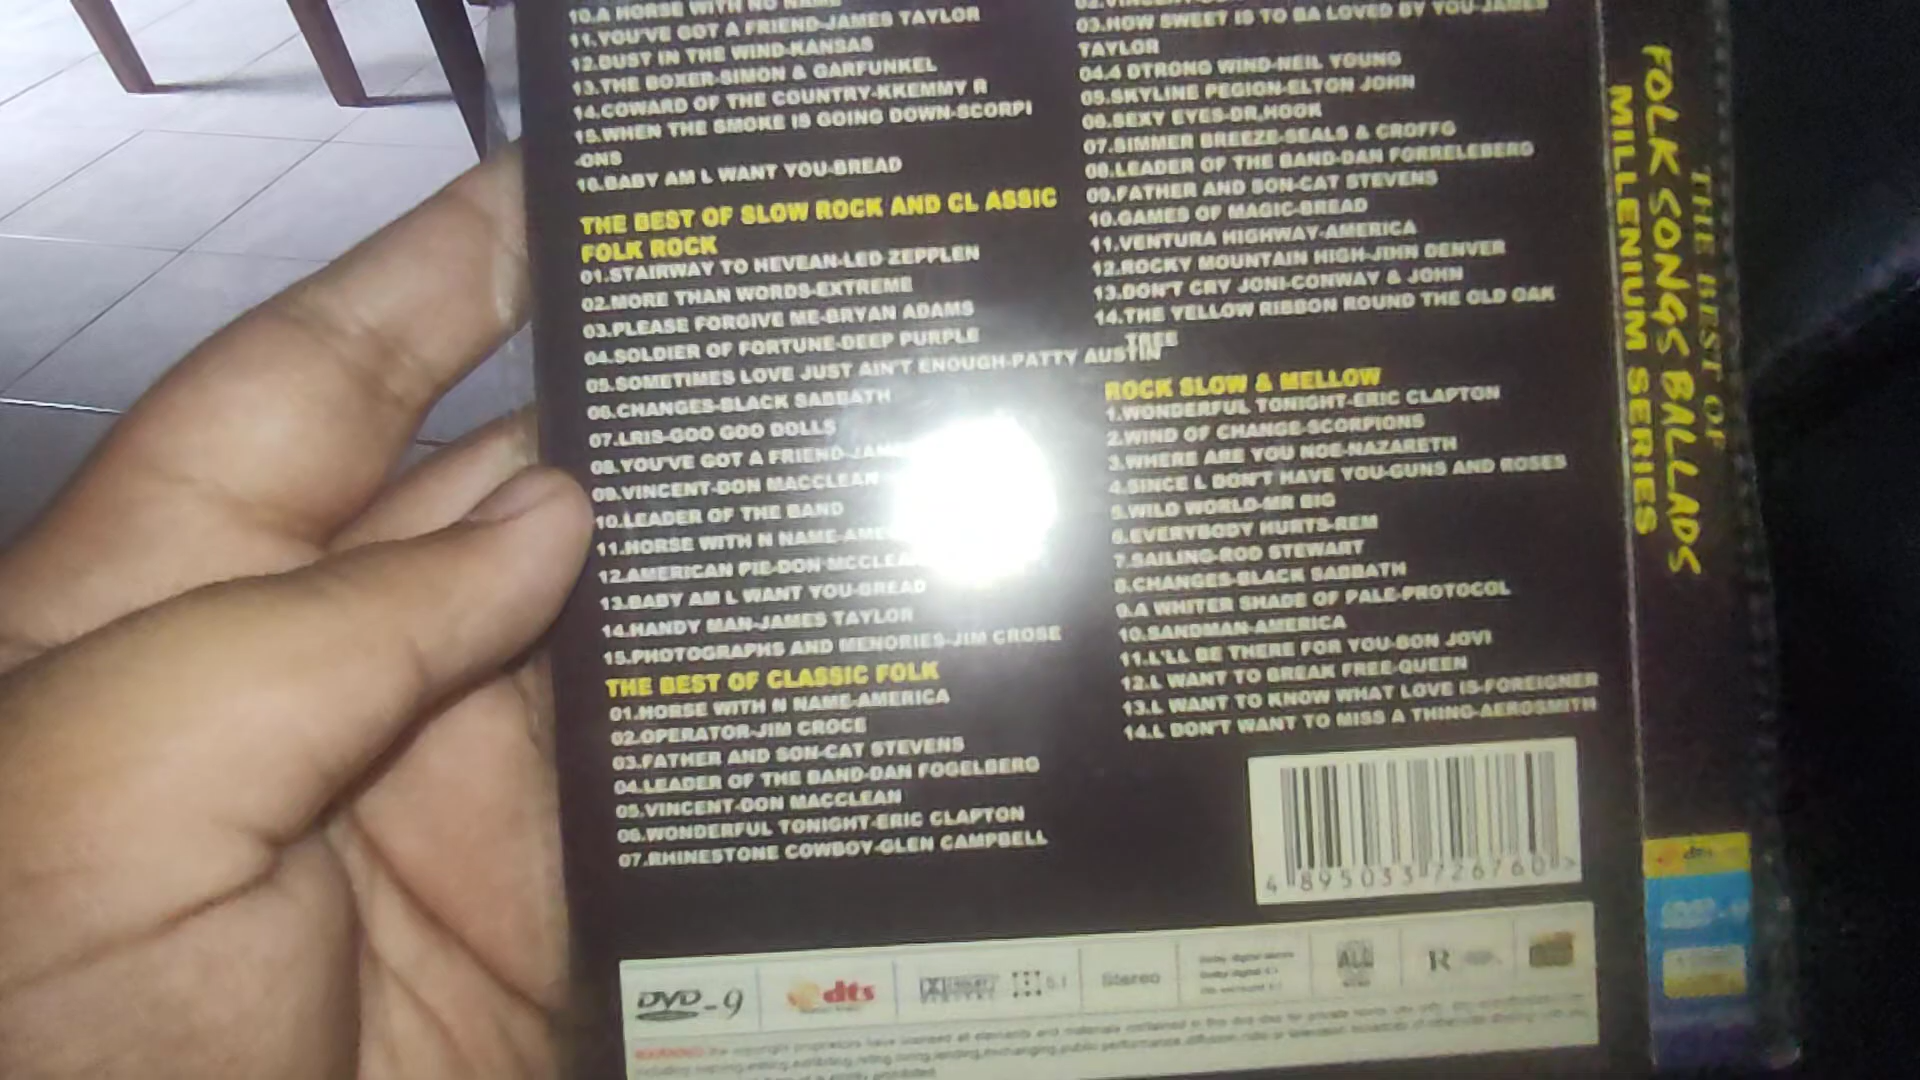 10.A HORSE WITH NO NAME
11.YOU'VE GOT A FRIEND-JAMES TAYLOR
12.DUST IN THE WIND-KANSAS
13.THE BOXER-SIMON & GARFUNKEL
14.COWARD OF THE COUNTRY-KKEMMY R
15.WHEN THE SMOKE IS GOING DOWN-SCORPI
-ONS
16.BABY AM L WANT YOU-BREAD
THE BEST OF SLOW ROCK AND CL ASSIC
FOLK ROCK
01.STAIRWAY TO HEVEAN-LED ZEPPLEN
02.MORE THAN WORDS-EXTREME
03.PLEASE FORGIVE ME-BRYAN ADAMS
04.SOLDIER OF FORTUNE-DEEP PURPLE
05.SOMETIMES LOVE JUST AIN'T ENOUGH-PATTY AUSTIN
06.CHANGES-BLACK SABBATH
07.LRIS-GOO GOO DOLLS
08.YOU'VE GOT A FRIEND-JAM
09.VINCENT-DON MACCLEAN
10.LEADER OF THE BAND
11.HORSE WITH N NAME-AME
12.AMERICAN PIE-DON MCCLEA
13.BABY AM L WANT YOU-BREAD
14.HANDY MAN-JAMES TAYLOR
15.PHOTOGRAPHS AND MENORIES-JIM CROSE
THE BEST OF CLASSIC FOLK
01.HORSE WITH N NAME-AMERICA
02.OPERATOR-JIM CROCE
03.FATHER AND SON-CAT STEVENS
04.LEADER OF THE BAND-DAN FOGELBERG
05.VINCENT-DON MACCLEAN
06.WONDERFUL TONIGHT-ERIC CLAPTON
07.RHINESTONE COWBOY-GLEN CAMPBELL
03.HOW SWEET IS TO BA LOVED BY YOU-JAMES
TAYLOR
04.4 DTRONG WIND-NEIL YOUNG
05.SKYLINE PEGION-ELTON JOHN
06.SEXY EYES-DR.HOOK
07.SIMMER BREEZE-SEALS & CROFFG
08.LEADER OF THE BAND-DAN FORRELEBERG
09.FATHER AND SON-CAT STEVENS
10.GAMES OF MAGIC-BREAD
11.VENTURA HIGHWAY-AMERICA
12.ROCKY MOUNTAIN HIGH-JIHN DENVER
13.DON'T CRY JONI-CONWAY & JOHN
14.THE YELLOW RIBBON ROUND THE OLD OAK
TREE
ROCK SLOW & MELLOW
1.WONDERFUL TONIGHT-ERIC CLAPTON
2.WIND OF CHANGE-SCORPIONS
3.WHERE ARE YOU NOE-NAZARETH
4.SINCE L DON'T HAVE YOU-GUNS AND ROSES
5.WILD WORLD-MR BIG
6.EVERYBODY HURTS-REM
7.SAILING-ROD STEWART
8.CHANGES-BLACK SABBATH
9.A WHITER SHADE OF PALE-PROTOCOL
10.SANDMAN-AMERICA
11.L'LL BE THERE FOR YOU-BON JOVI
12.L WANT TO BREAK FREE-QUEEN
13.L WANT TO KNOW WHAT LOVE IS-FOREIGNER
14.L DON'T WANT TO MISS A THING-AEROSMITH
4 895033 726760 >
DVD-9 dts 5.1 Stereo ALL R
THE BEST OF
FOLK SONGS BALLADS
MILLENIUM SERIES
dts